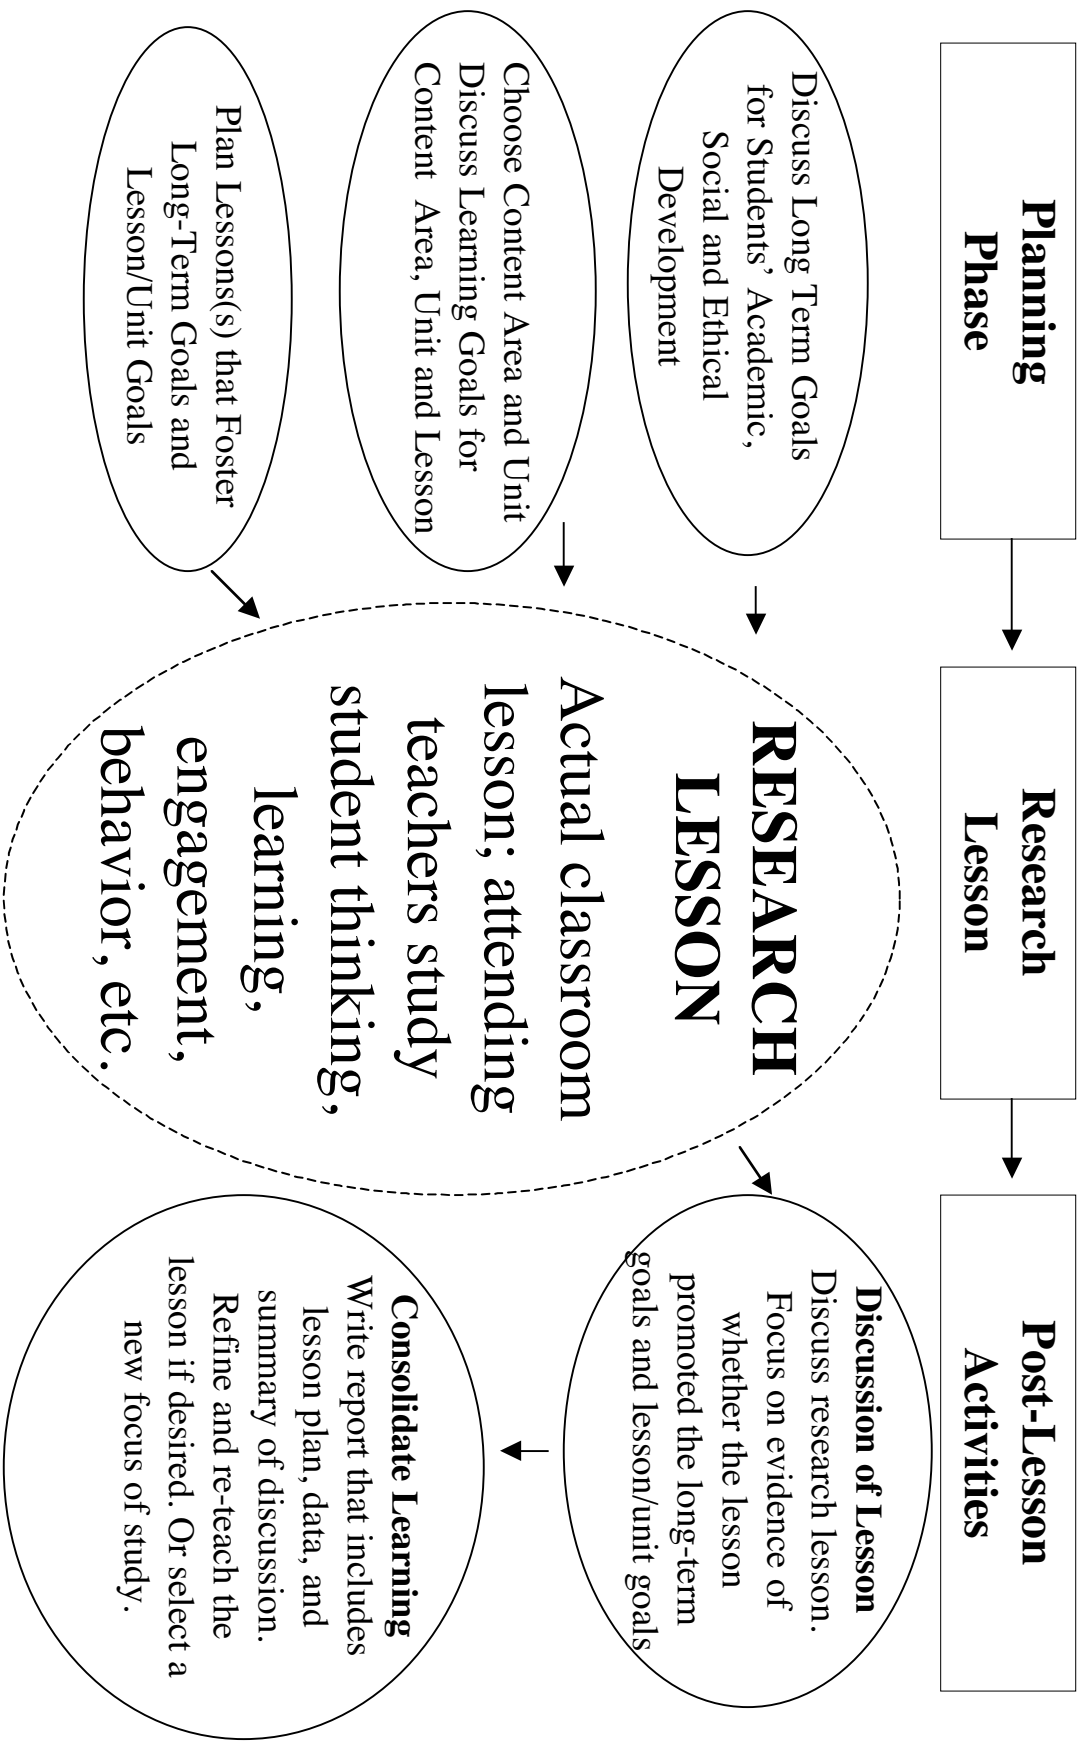 Planning
Phase
Research
Lesson
Post-Lesson
Activities
Discuss Long Term Goals
for Students’ Academic,
Social and Ethical
Development
Choose Content Area and Unit
Discuss Learning Goals for
Content Area, Unit and Lesson
Plan Lessons(s) that Foster
Long-Term Goals and
Lesson/Unit Goals
RESEARCH
LESSON
Actual classroom
lesson; attending
teachers study
student thinking,
learning,
engagement,
behavior, etc.
Discussion of Lesson
Discuss research lesson.
Focus on evidence of
whether the lesson
promoted the long-term
goals and lesson/unit goals
Consolidate Learning
Write report that includes
lesson plan, data, and
summary of discussion.
Refine and re-teach the
lesson if desired. Or select a
new focus of study.